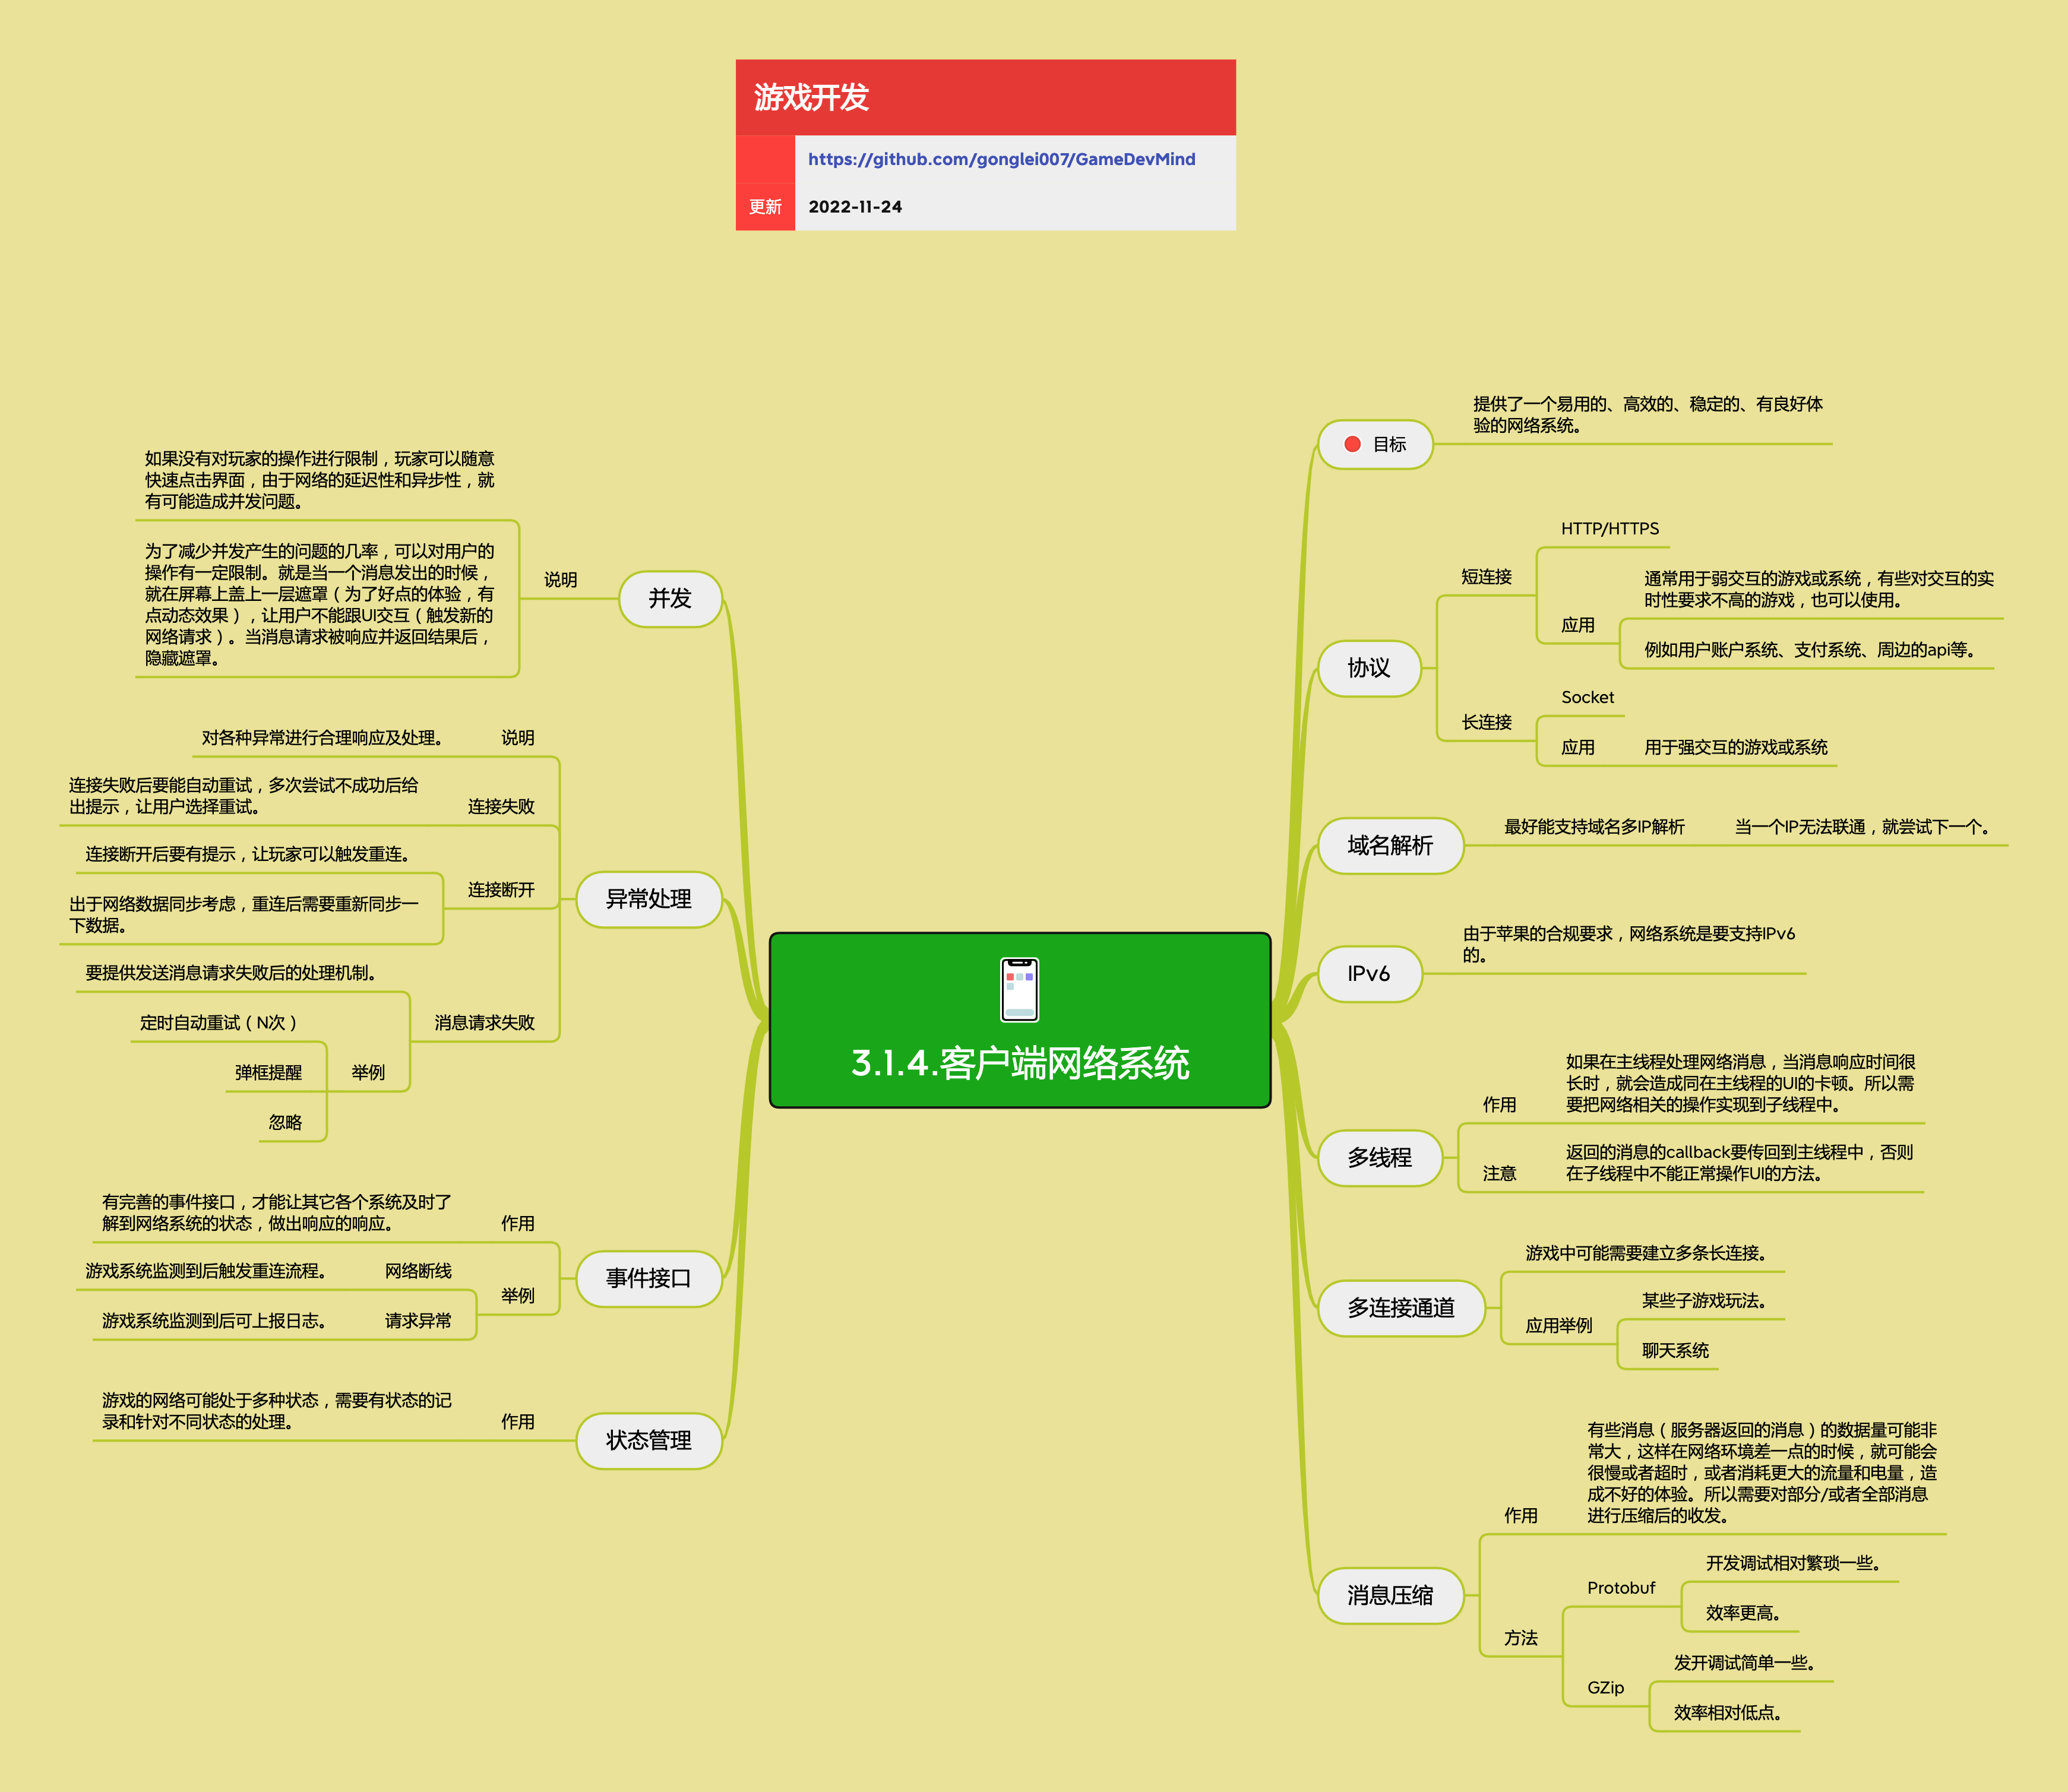 游戏开发
https://github.com/gonglei007/GameDevMind
更新
2022-11-24
3.1.4.客户端网络系统
目标
提供了一个易用的、高效的、稳定的、有良好体
验的网络系统。
协议
短连接
HTTP/HTTPS
应用
通常用于弱交互的游戏或系统，有些对交互的实
时性要求不高的游戏，也可以使用。
例如用户账户系统、支付系统、周边的api等。
长连接
Socket
应用
用于强交互的游戏或系统
域名解析
最好能支持域名多IP解析
当一个IP无法联通，就尝试下一个。
IPv6
由于苹果的合规要求，网络系统是要支持IPv6
的。
多线程
作用
如果在主线程处理网络消息，当消息响应时间很
长时，就会造成同在主线程的UI的卡顿。所以需
要把网络相关的操作实现到子线程中。
注意
返回的消息的callback要传回到主线程中，否则
在子线程中不能正常操作UI的方法。
多连接通道
游戏中可能需要建立多条长连接。
应用举例
某些子游戏玩法。
聊天系统
消息压缩
作用
有些消息（服务器返回的消息）的数据量可能非
常大，这样在网络环境差一点的时候，就可能会
很慢或者超时，或者消耗更大的流量和电量，造
成不好的体验。所以需要对部分/或者全部消息
进行压缩后的收发。
方法
Protobuf
开发调试相对繁琐一些。
效率更高。
GZip
发开调试简单一些。
效率相对低点。
并发
说明
如果没有对玩家的操作进行限制，玩家可以随意
快速点击界面，由于网络的延迟性和异步性，就
有可能造成并发问题。
为了减少并发产生的问题的几率，可以对用户的
操作有一定限制。就是当一个消息发出的时候，
就在屏幕上盖上一层遮罩（为了好点的体验，有
点动态效果），让用户不能跟UI交互（触发新的
网络请求）。当消息请求被响应并返回结果后，
隐藏遮罩。
异常处理
说明
对各种异常进行合理响应及处理。
连接失败
连接失败后要能自动重试，多次尝试不成功后给
出提示，让用户选择重试。
连接断开
连接断开后要有提示，让玩家可以触发重连。
出于网络数据同步考虑，重连后需要重新同步一
下数据。
消息请求失败
要提供发送消息请求失败后的处理机制。
举例
定时自动重试（N次）
弹框提醒
忽略
事件接口
作用
有完善的事件接口，才能让其它各个系统及时了
解到网络系统的状态，做出响应的响应。
举例
网络断线
游戏系统监测到后触发重连流程。
请求异常
游戏系统监测到后可上报日志。
状态管理
作用
游戏的网络可能处于多种状态，需要有状态的记
录和针对不同状态的处理。